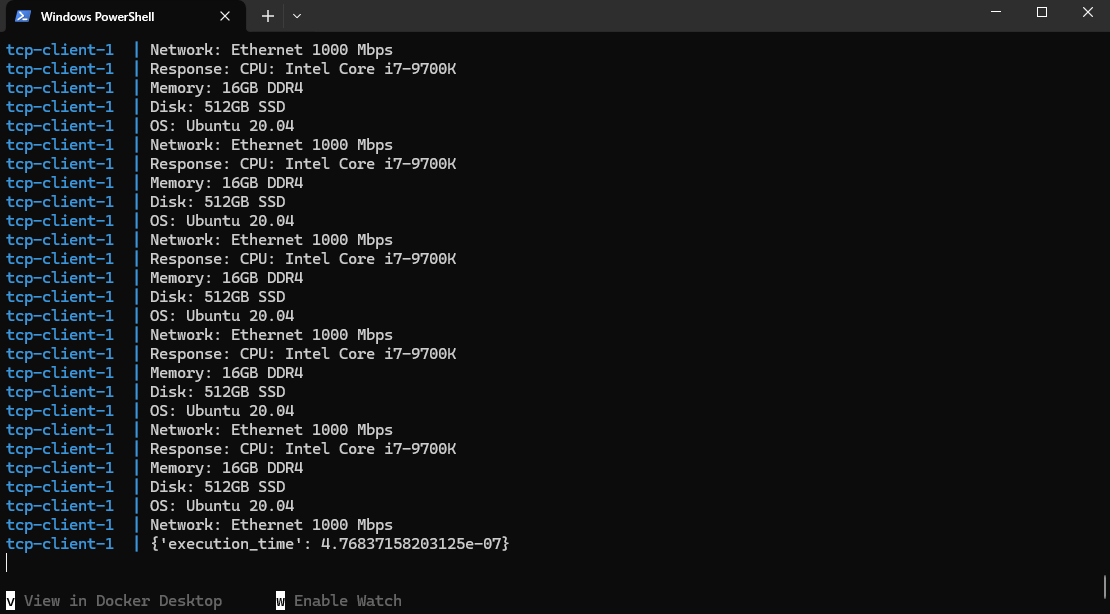 Windows PowerShell
tcp-client-1 | Network: Ethernet 1000 Mbps
tcp-client-1 | Response: CPU: Intel Core i7-9700K
tcp-client-1 | Memory: 16GB DDR4
tcp-client-1 | Disk: 512GB SSD
tcp-client-1 | OS: Ubuntu 20.04
tcp-client-1 | Network: Ethernet 1000 Mbps
tcp-client-1 | Response: CPU: Intel Core i7-9700K
tcp-client-1 | Memory: 16GB DDR4
tcp-client-1 | Disk: 512GB SSD
tcp-client-1 | OS: Ubuntu 20.04
tcp-client-1 | Network: Ethernet 1000 Mbps
tcp-client-1 | Response: CPU: Intel Core i7-9700K
tcp-client-1 | Memory: 16GB DDR4
tcp-client-1 | Disk: 512GB SSD
tcp-client-1 | OS: Ubuntu 20.04
tcp-client-1 | Network: Ethernet 1000 Mbps
tcp-client-1 | Response: CPU: Intel Core i7-9700K
tcp-client-1 | Memory: 16GB DDR4
tcp-client-1 | Disk: 512GB SSD
tcp-client-1 | OS: Ubuntu 20.04
tcp-client-1 | Network: Ethernet 1000 Mbps
tcp-client-1 | Response: CPU: Intel Core i7-9700K
tcp-client-1 | Memory: 16GB DDR4
tcp-client-1 | Disk: 512GB SSD
tcp-client-1 | OS: Ubuntu 20.04
tcp-client-1 | Network: Ethernet 1000 Mbps
tcp-client-1 | {'execution_time': 4.76837158203125e-07}
v View in Docker Desktop w Enable Watch